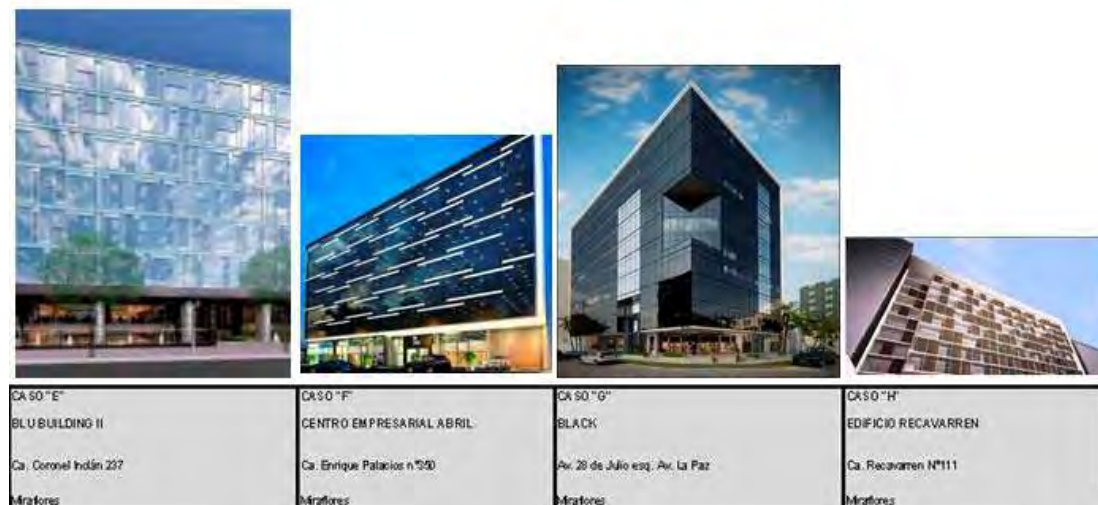 CASO "E"
BLU BUILDING II
Ca. Coronel Inclán 237
Miraflores
CASO "F"
CENTRO EMPRESARIAL ABRIL
Ca. Enrique Palacios n°360
Miraflores
CASO "G"
BLACK
Av. 28 de Julio esq. Av. La Paz
Miraflores
CASO "H"
EDIFICIO RECAVARREN
Ca. Recavarren N°111
Miraflores